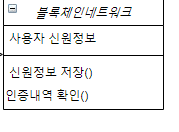 블록체인네트워크
사용자 신원정보
신원정보 저장()
인증내역 확인()